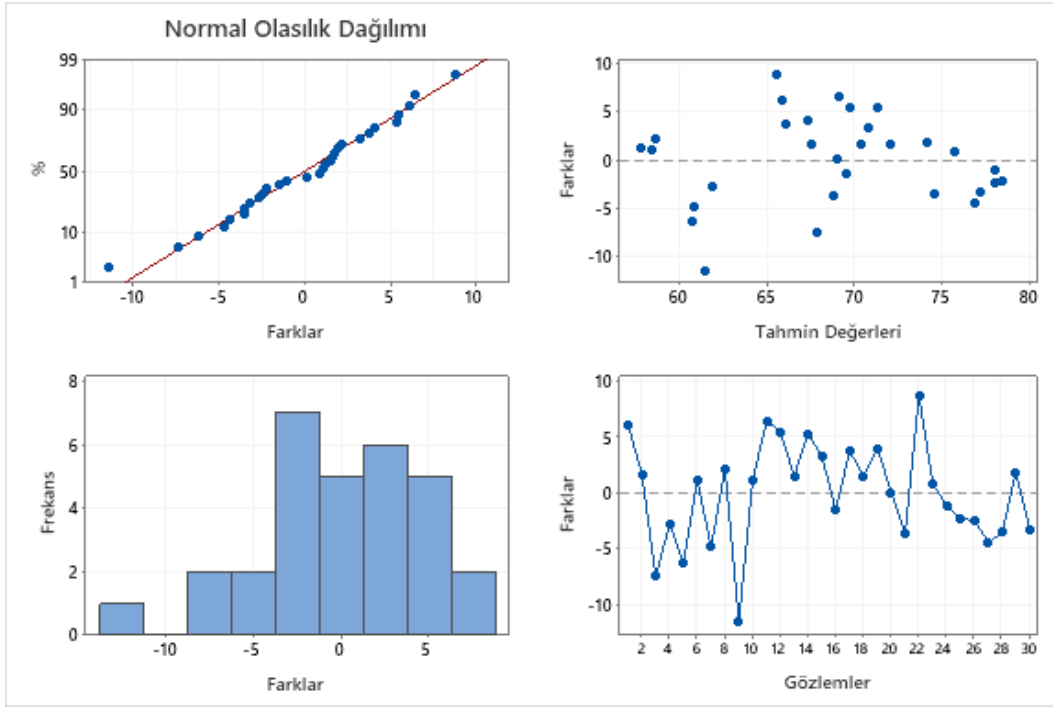 Normal Olasılık Dağılımı
99
90
50
10
1
%
-10 -5 0 5 10
Farklar
10
5
0
-5
-10
Farklar
60 65 70 75 80
Tahmin Değerleri
8
6
4
2
0
Frekans
-10 -5 0 5
Farklar
10
5
0
-5
-10
Farklar
2 4 6 8 10 12 14 16 18 20 22 24 26 28 30
Gözlemler